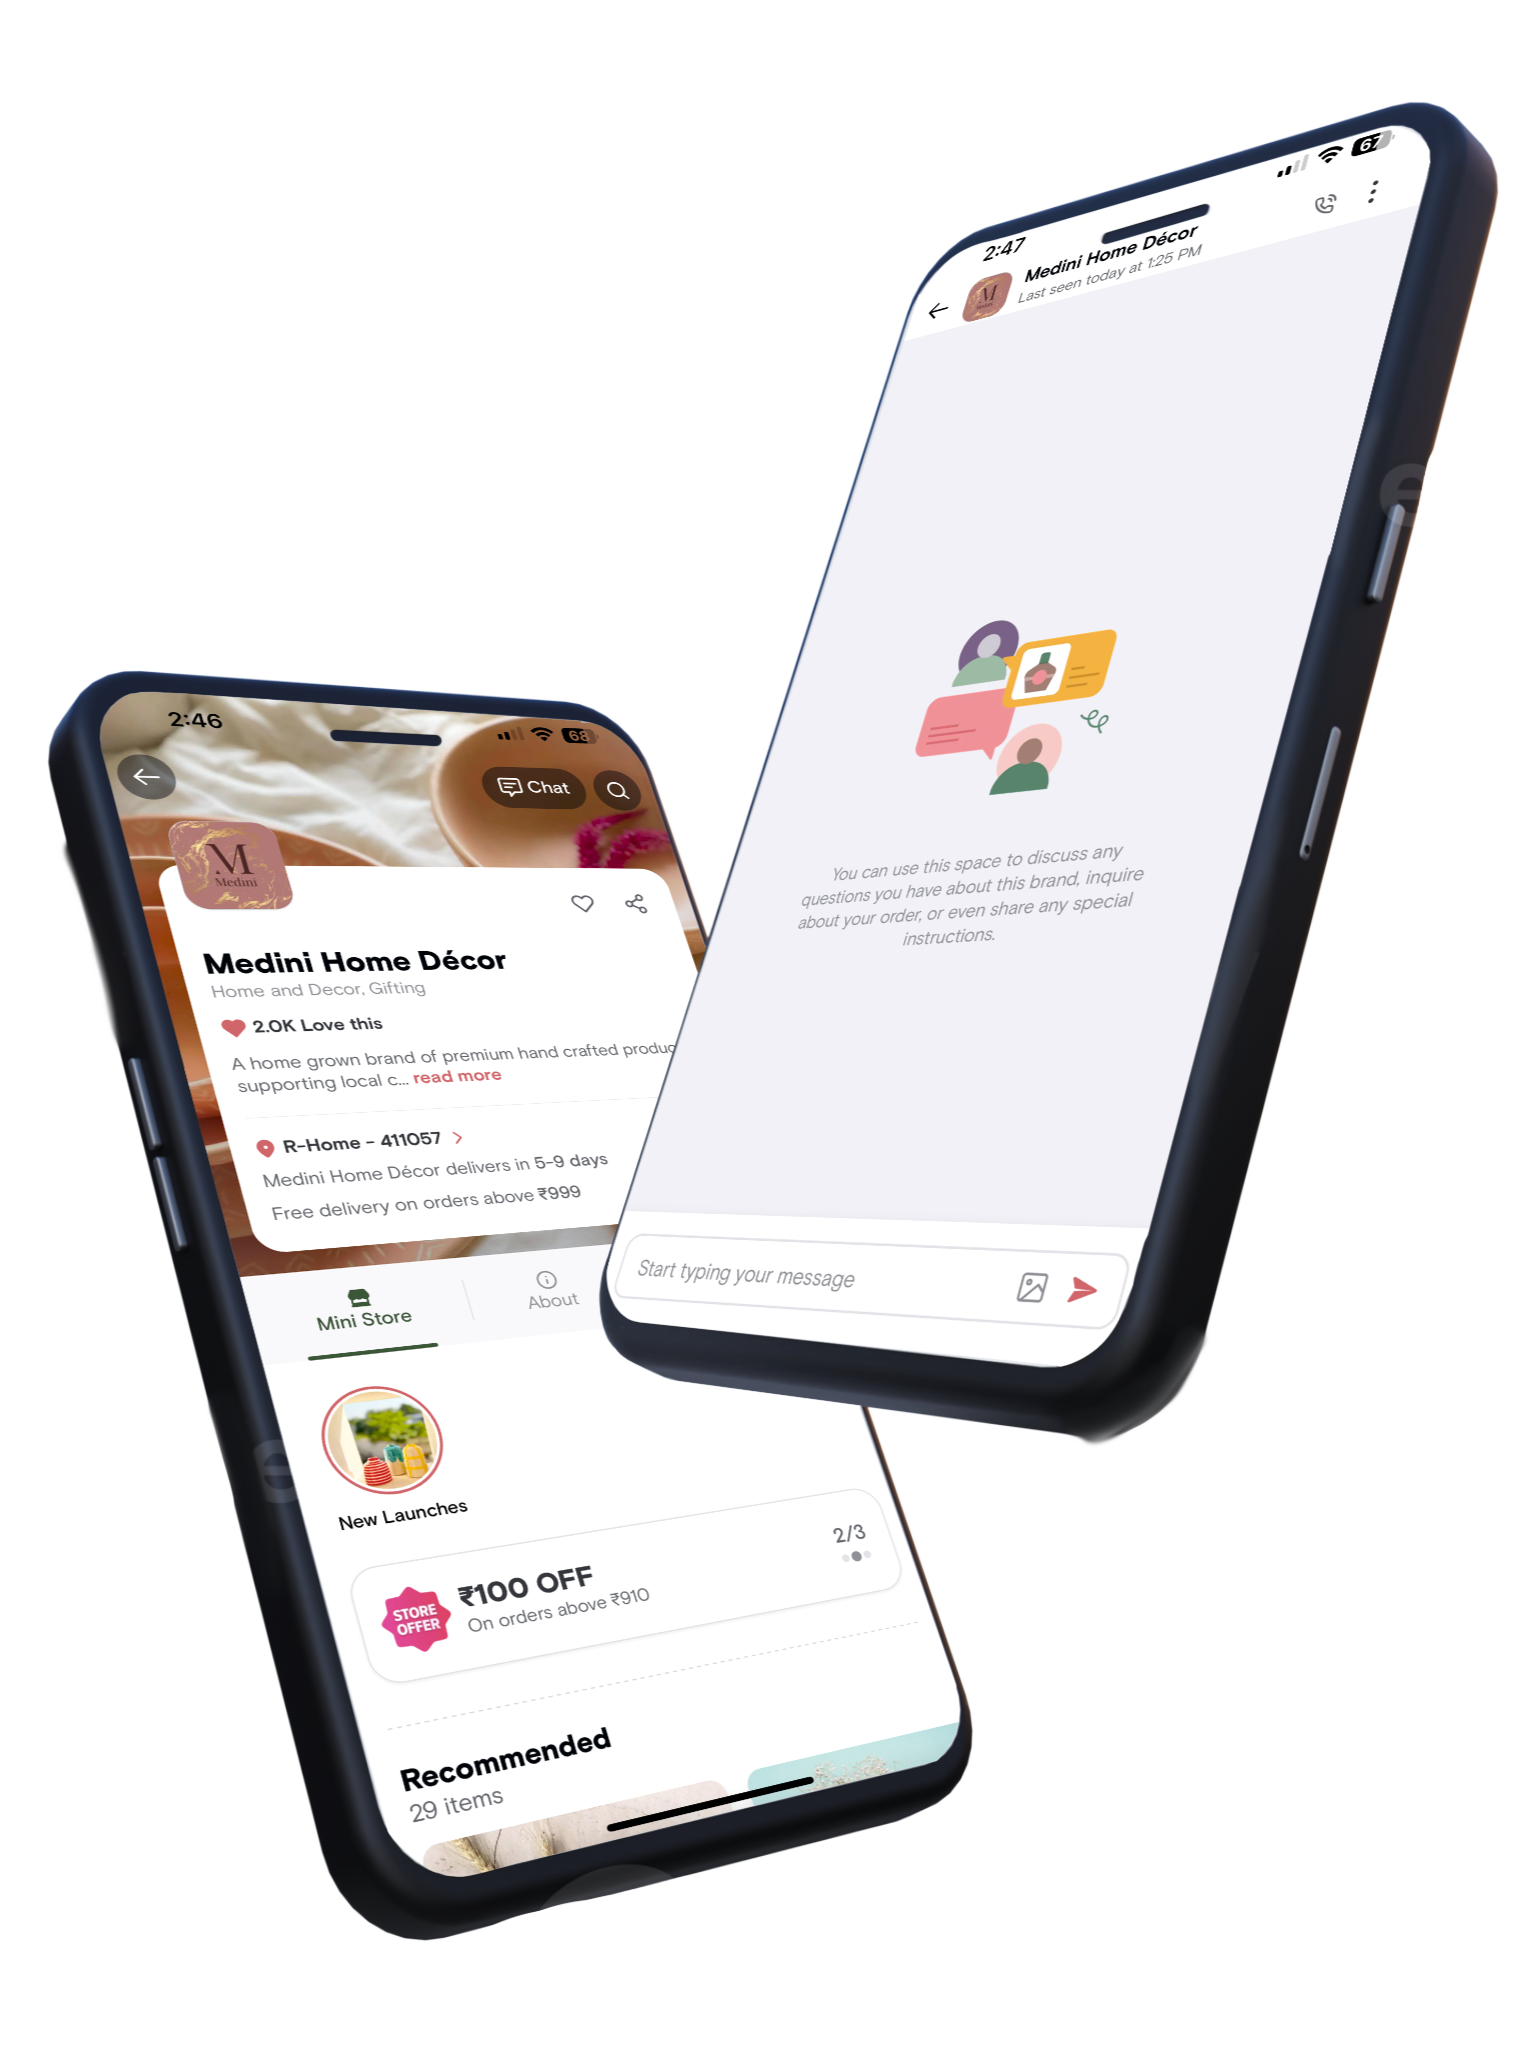 2:46
68
Chat
M
Medini
Medini Home Décor
Home and Decor, Gifting
2.0K Love this
A home grown brand of premium hand crafted produc
supporting local c... read more
R-Home - 411057
Medini Home Décor delivers in 5-9 days
Free delivery on orders above ₹999
Mini Store
About
New Launches
STORE
OFFER
₹100 OFF
On orders above ₹910
2/3
Recommended
29 items
2:47
67
M
Medini Home Décor
Last seen today at 1:25 PM
You can use this space to discuss any
questions you have about this brand, inquire
about your order, or even share any special
instructions.
Start typing your message
e
e